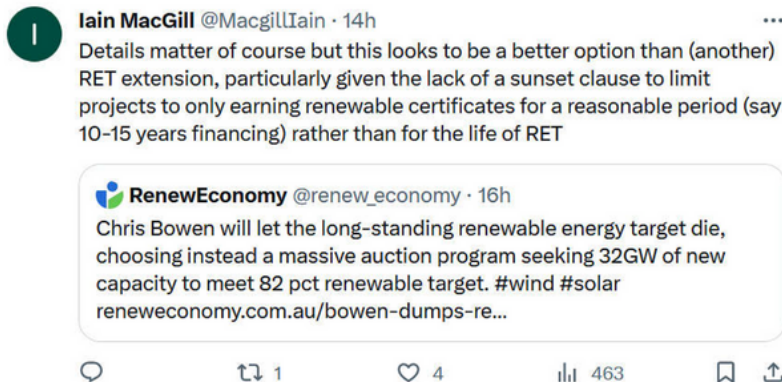 Iain MacGill @MacgillIain · 14h ...
Details matter of course but this looks to be a better option than (another)
RET extension, particularly given the lack of a sunset clause to limit
projects to only earning renewable certificates for a reasonable period (say
10-15 years financing) rather than for the life of RET
RenewEconomy @renew_economy · 16h
Chris Bowen will let the long-standing renewable energy target die,
choosing instead a massive auction program seeking 32GW of new
capacity to meet 82 pct renewable target. #wind #solar
reneweconomy.com.au/bowen-dumps-re...
1 4 463